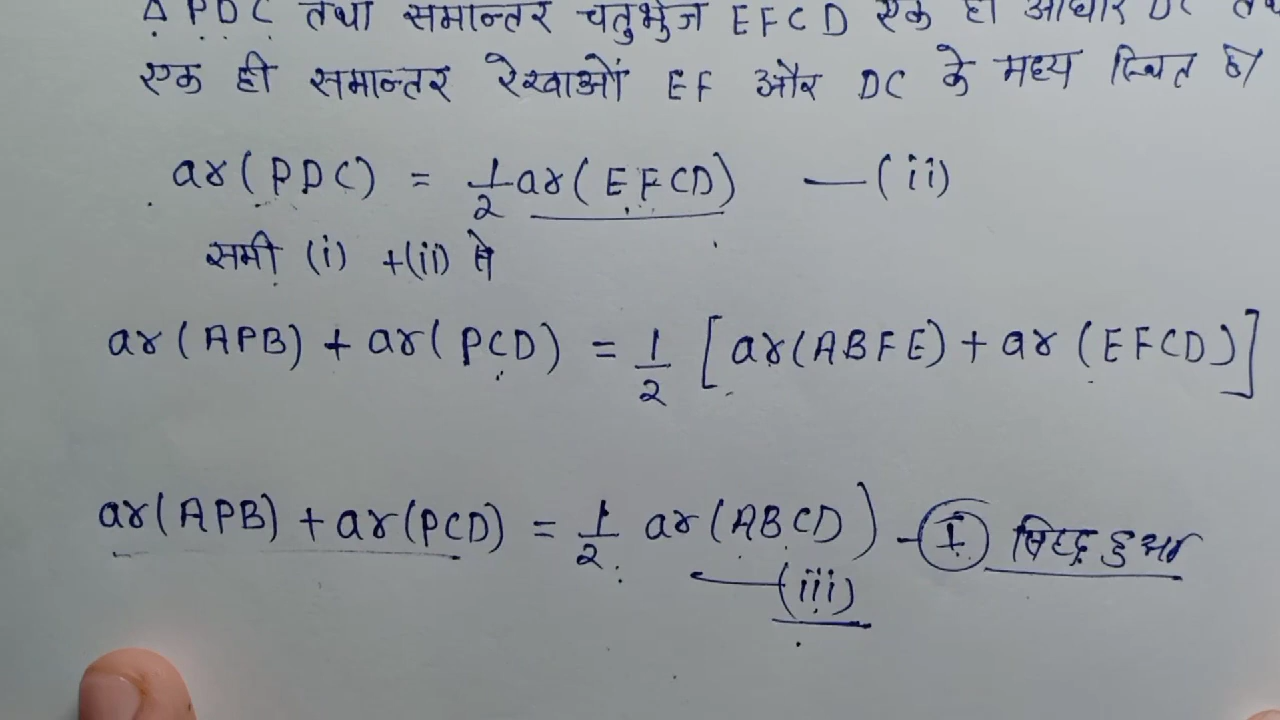 Δ PDC तथा समान्तर चतुर्भुज EFCD एक ही आधार DC तथा
एक ही समान्तर रेखाओं EF और DC के मध्य स्थित है।
ar(PDC) = 1/2 ar(EFCD) —(ii)
समी (i) +(ii) से
ar(APB) + ar(PCD) = 1/2 [ar(ABFE) + ar(EFCD)]
ar(APB) + ar(PCD) = 1/2 ar(ABCD) - I सिद्ध हुआ
—(iii)